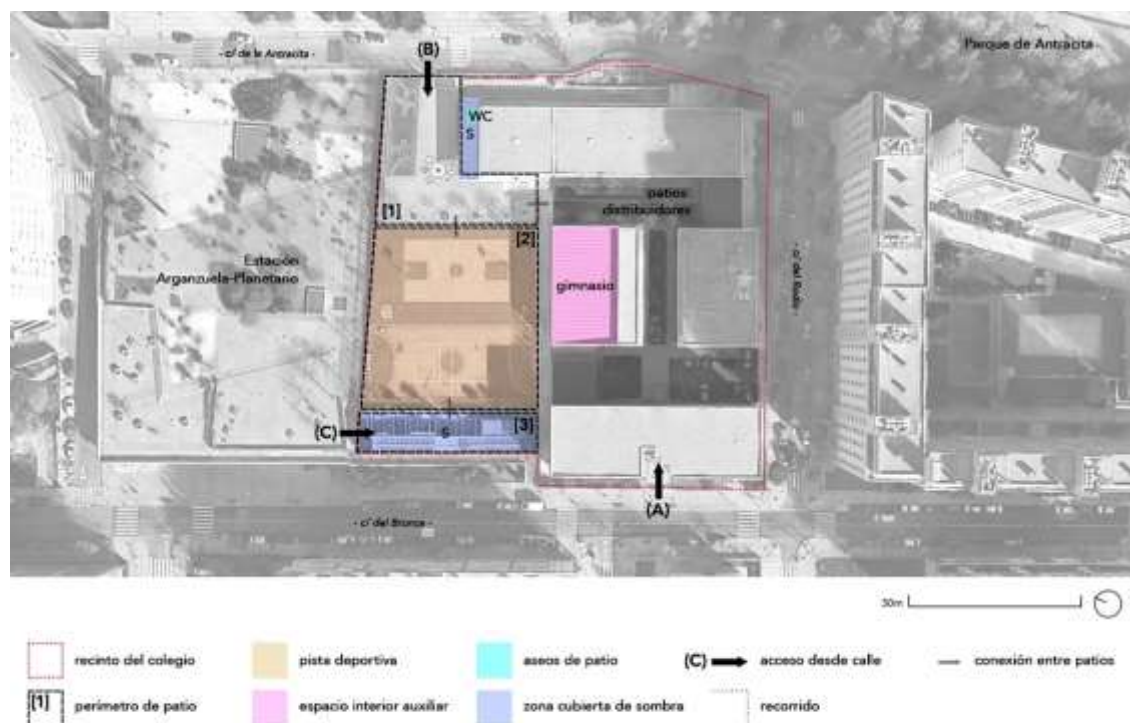 - c/ de la Antracita -
(B)
Parque de Antracita -
WC
S
patios
distribuidores
[1]
[2]
Estación
Arganzuela-Planetario
gimnasio
- c/ del Bronce -
[3]
(C)
S
(A)
30m
recinto del colegio
pista deportiva
aseos de patio
(C)
acceso desde calle
conexión entre patios
[1]
perímetro de patio
espacio interior auxiliar
zona cubierta de sombra
recorrido